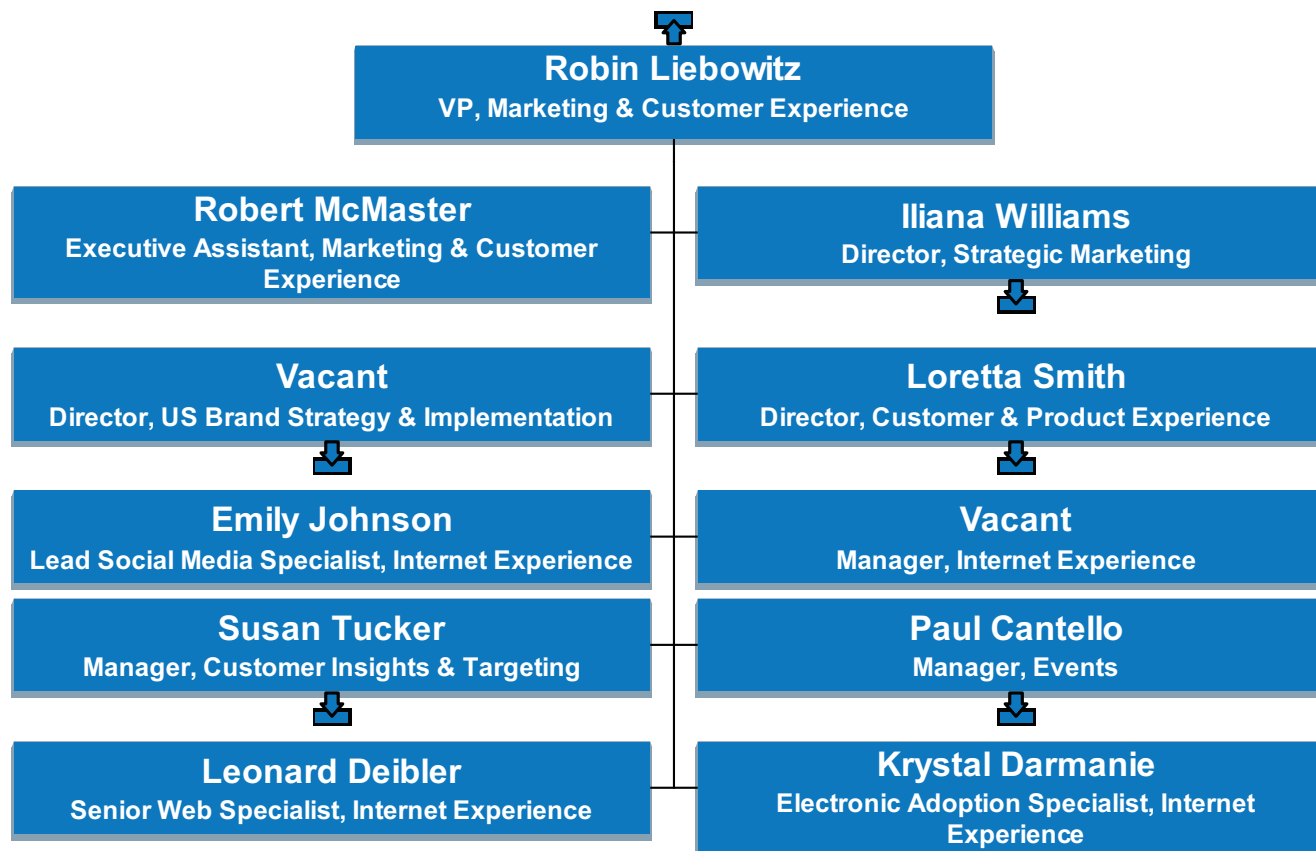 Robin Liebowitz
VP, Marketing & Customer Experience
Robert McMaster
Executive Assistant, Marketing & Customer
Experience
Iliana Williams
Director, Strategic Marketing
Vacant
Director, US Brand Strategy & Implementation
Loretta Smith
Director, Customer & Product Experience
Emily Johnson
Lead Social Media Specialist, Internet Experience
Vacant
Manager, Internet Experience
Susan Tucker
Manager, Customer Insights & Targeting
Paul Cantello
Manager, Events
Leonard Deibler
Senior Web Specialist, Internet Experience
Krystal Darmanie
Electronic Adoption Specialist, Internet
Experience